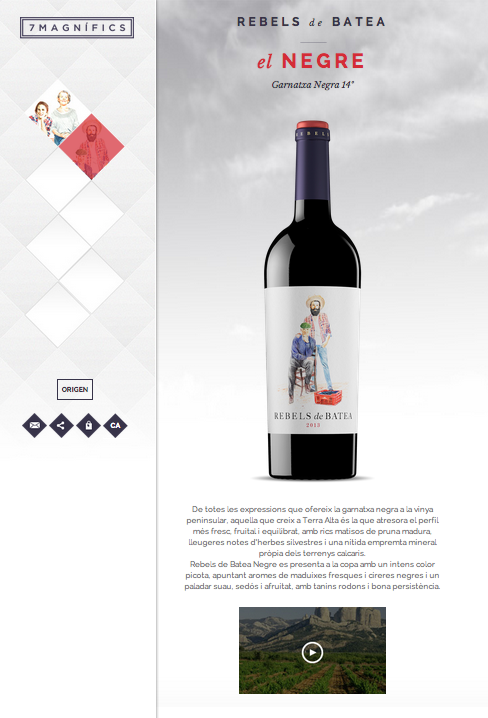 7MAGNÍFICS
REBELS de BATEA
el NEGRE
Garnatxa Negra 14º
REBELS
REBELS de BATEA
2013
ORIGEN
CA
De totes les expressions que ofereix la garnatxa negra a la vinya
peninsular, aquella que creix a Terra Alta és la que atresora el perfil
més fresc, fruital i equilibrat, amb rics matisos de pruna madura,
lleugeres notes d'herbes silvestres i una nítida empremta mineral
pròpia dels terrenys calcaris.
Rebels de Batea Negre es presenta a la copa amb un intens color
picota, apuntant aromes de maduixes fresques i cireres negres i un
paladar suau, sedós i afruitat, amb tanins rodons i bona persistència.